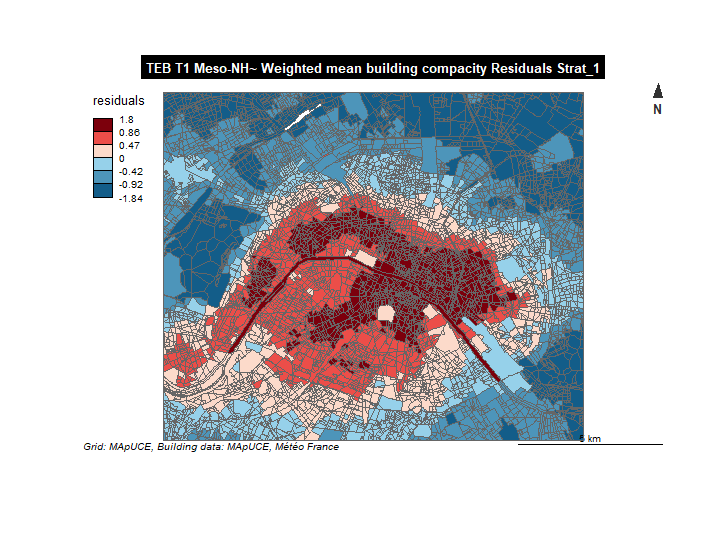 TEB T1 Meso-NH~ Weighted mean building compacity Residuals Strat_1
N
residuals
1.8
0.86
0.47
0
-0.42
-0.92
-1.84
5 km
Grid: MApUCE, Building data: MApUCE, Météo France